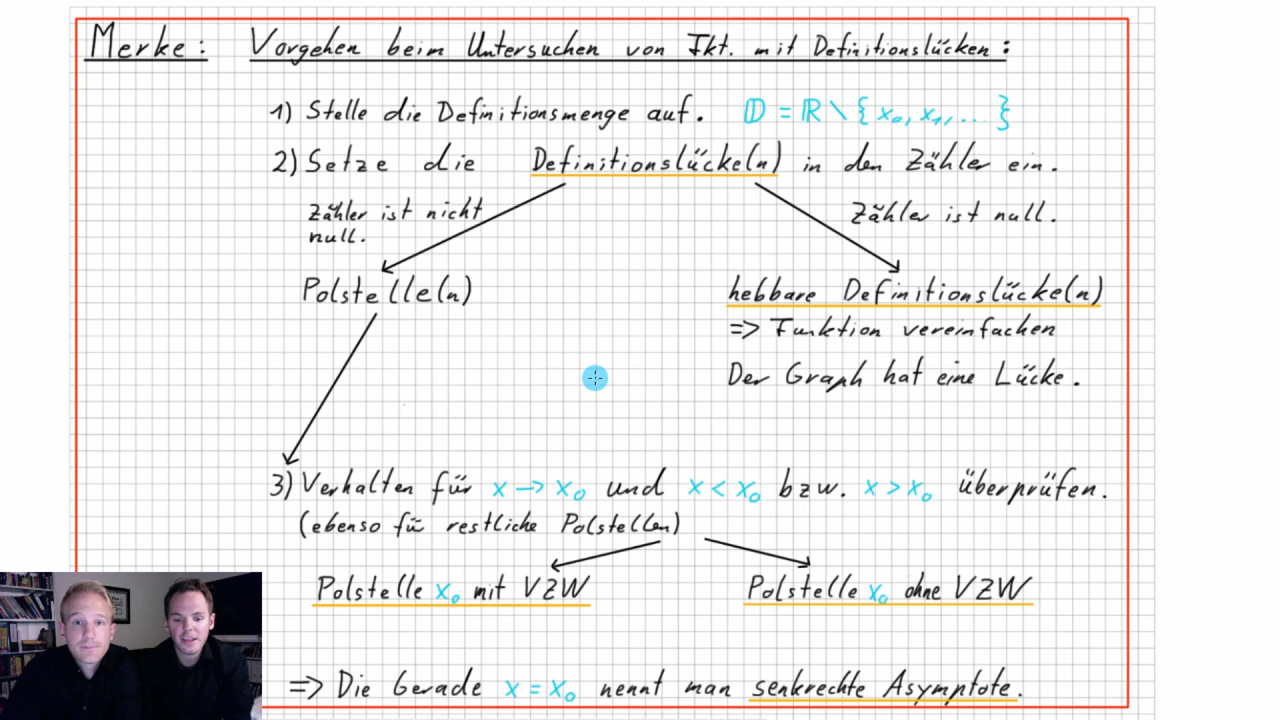 Merke: Vorgehen beim Untersuchen von Fkt. mit Definitionslücken:
1) Stelle die Definitionsmenge auf. 𝔻 = ℝ \ { x₀, x₁, ... }
2) Setze die Definitionslücke(n) in den Zähler ein.
Zähler ist nicht null. Zähler ist null.
Polstelle(n) hebbare Definitionslücke(n)
=> Funktion vereinfachen
Der Graph hat eine Lücke.
3) Verhalten für x → x₀ und x < x₀ bzw. x > x₀ überprüfen.
(ebenso fü restliche Polstellen)
Polstelle x₀ mit VZW Polstelle x₀ ohne VZW
=> Die Gerade x = x₀ nennt man senkrechte Asymptote.